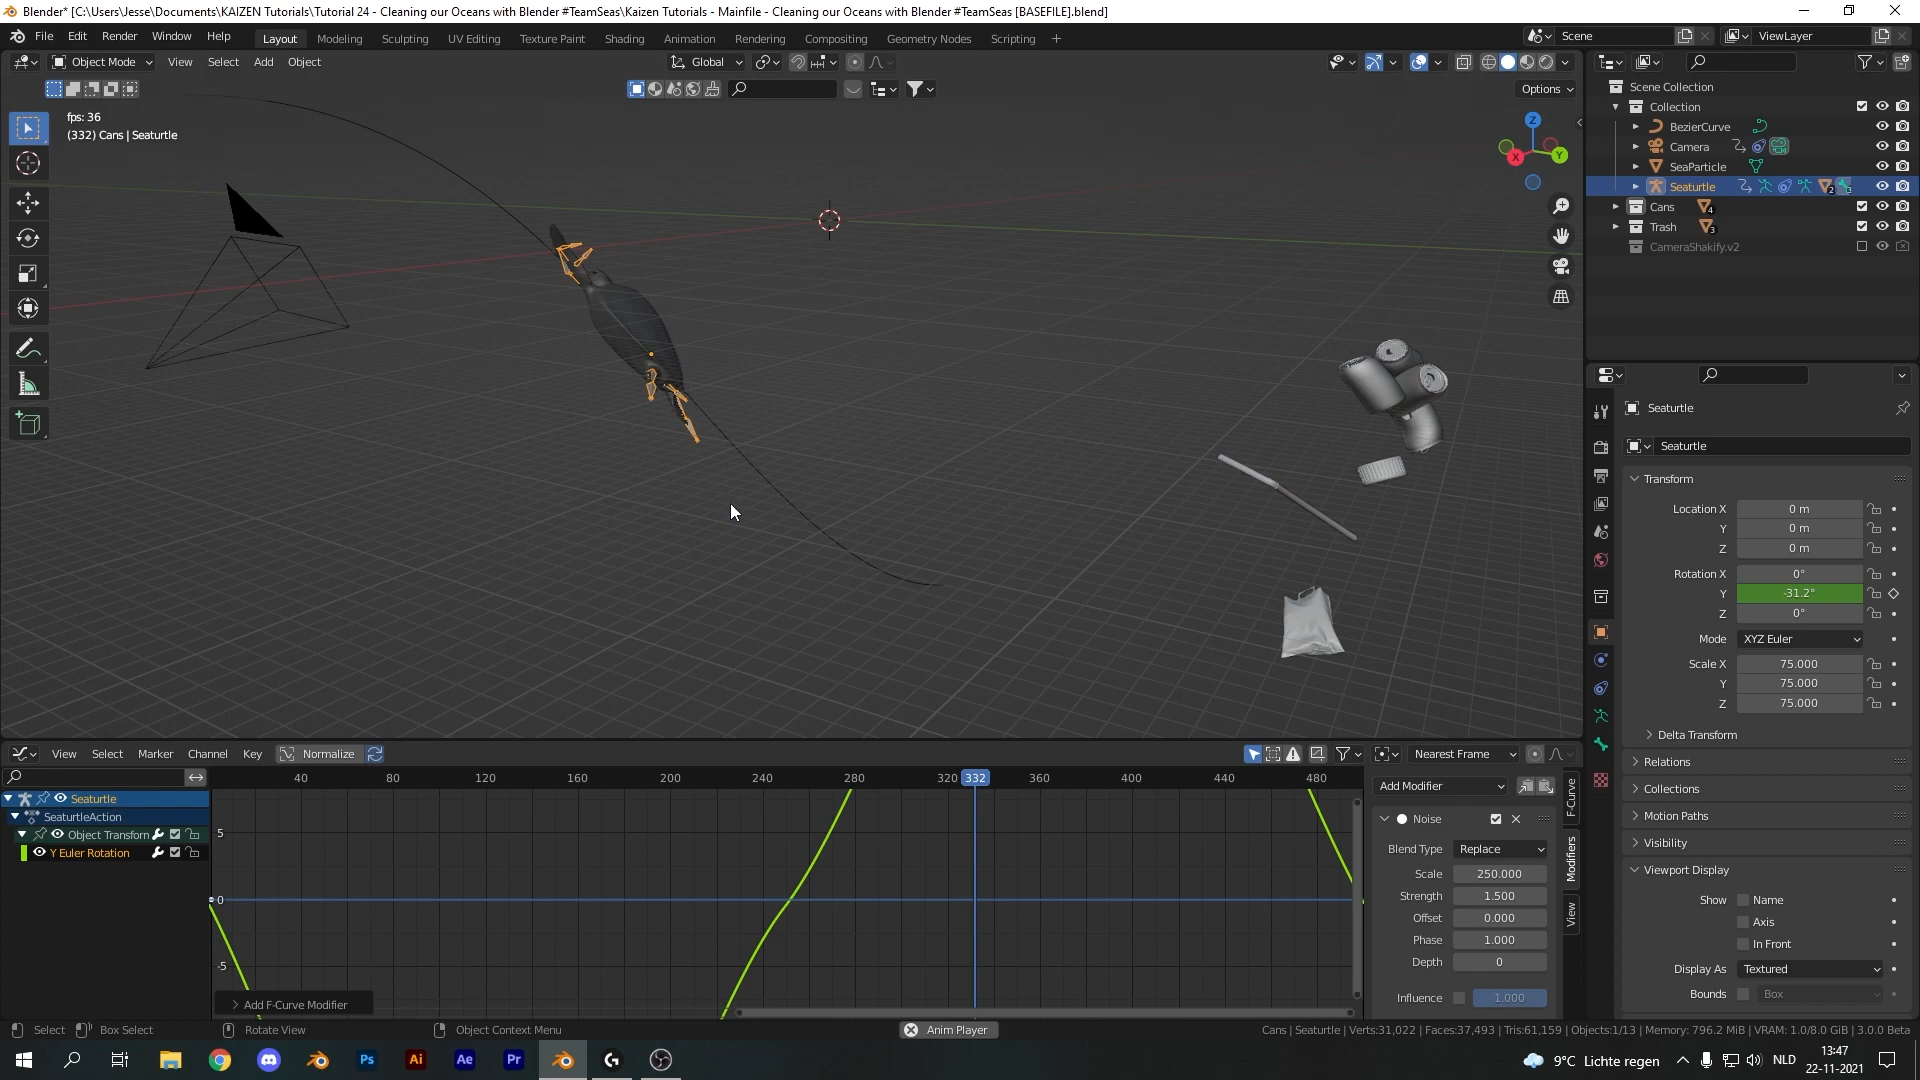 Blender* [C:\Users\Jesse\Documents\KAIZEN Tutorials\Tutorial 24 - Cleaning our Oceans with Blender #TeamSeas\Kaizen Tutorials - Mainfile - Cleaning our Oceans with Blender #TeamSeas [BASEFILE].blend]
File Edit Render Window Help Layout Modeling Sculpting UV Editing Texture Paint Shading Animation Rendering Compositing Geometry Nodes Scripting + Scene ViewLayer
Object Mode View Select Add Object Global
Options
fps: 36
(332) Cans | Seaturtle
Z
Y
X
Scene Collection
Collection
BezierCurve
Camera
SeaParticle
Seaturtle 2 3
Cans 4
Trash 3
CameraShakify.v2
Seaturtle
Seaturtle
Transform
Location X 0 m
Y 0 m
Z 0 m
Rotation X 0°
Y -31.2°
Z 0°
Mode XYZ Euler
Scale X 75.000
Y 75.000
Z 75.000
Delta Transform
Relations
Collections
Motion Paths
Visibility
Viewport Display
Show Name
Axis
In Front
Display As Textured
Bounds Box
View Select Marker Channel Key Normalize Nearest Frame
40 80 120 160 200 240 280 320 332 360 400 440 480
Seaturtle
SeaturtleAction
Object Transforn
Y Euler Rotation
5
0
-5
Add F-Curve Modifier
Add Modifier
Noise
Blend Type Replace
Scale 250.000
Strength 1.500
Offset 0.000
Phase 1.000
Depth 0
Influence 1.000
F-Curve
Modifiers
View
Select Box Select Rotate View Object Context Menu Anim Player Cans | Seaturtle | Verts:31,022 | Faces:37,493 | Tris:61,159 | Objects:1/13 | Memory: 796.2 MiB | VRAM: 1.0/8.0 GiB | 3.0.0 Beta
Ps Ai Ae Pr 9°C Lichte regen NLD 13:47
22-11-2021